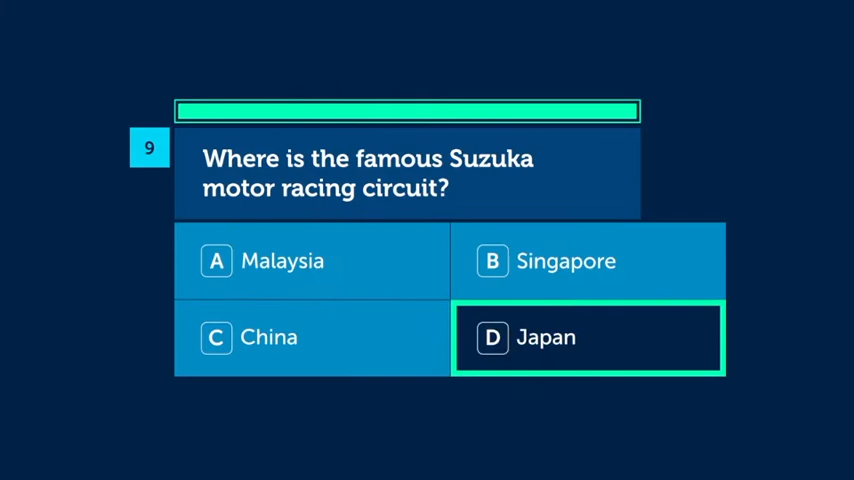 9
Where is the famous Suzuka
motor racing circuit?
A Malaysia
B Singapore
C China
D Japan